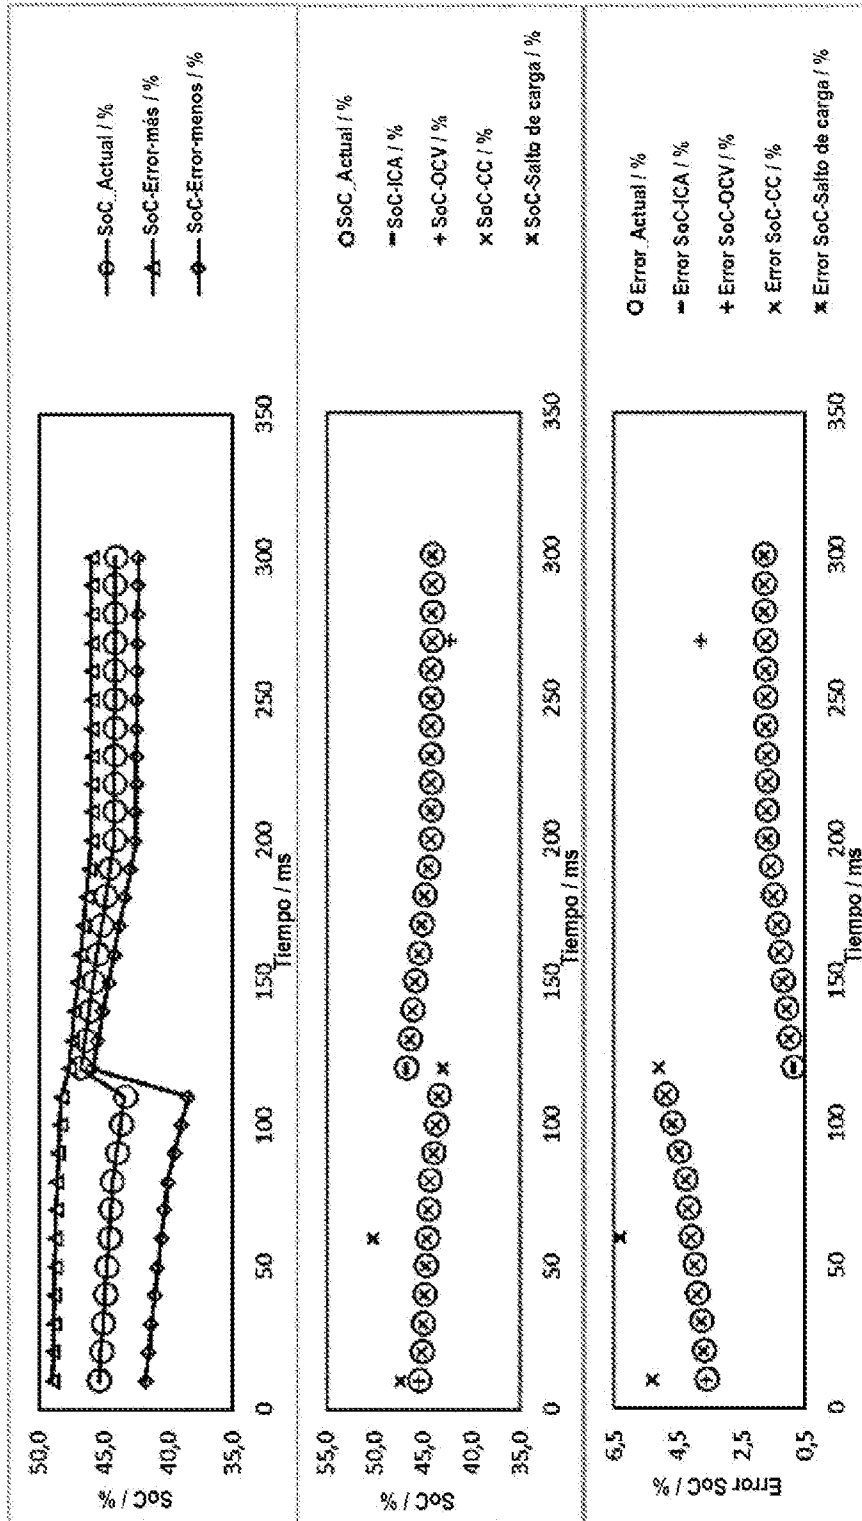 SoC / %
50,0
45,0
40,0
35,0
0
50
100
150
200
250
300
350
Tiempo / ms
SoC_Actual / %
SoC-Error-más / %
SoC-Error-menos / %
SoC / %
55,0
50,0
45,0
40,0
35,0
0
50
100
150
200
250
300
350
Tiempo / ms
SoC_Actual / %
SoC-ICA / %
SoC-OCV / %
SoC-CC / %
SoC-Salto de carga / %
Error SoC / %
6,5
4,5
2,5
0,5
0
50
100
150
200
250
300
350
Tiempo / ms
Error_Actual / %
Error SoC-ICA / %
Error SoC-OCV / %
Error SoC-CC / %
Error SoC-Salto de carga / %